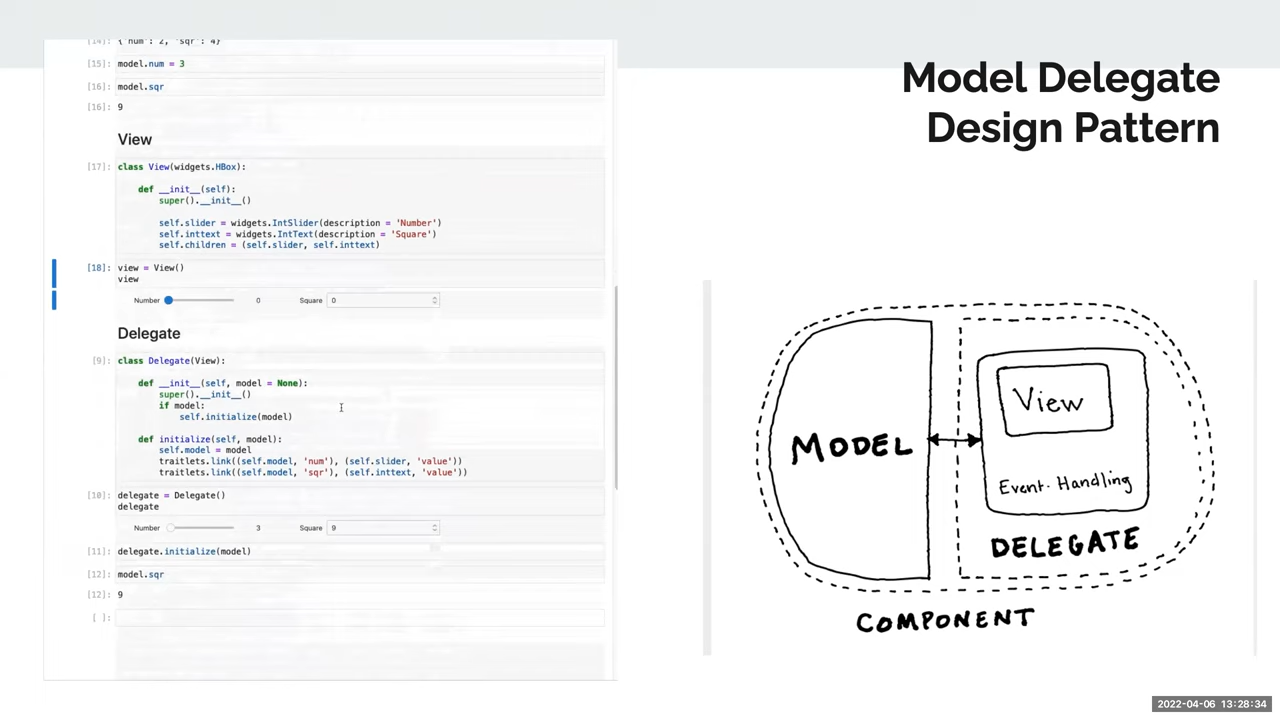 [14]:
{'num': 2, 'sqr': 4}
[15]: model.num = 3
[16]: model.sqr
[16]: 9
View
[17]: class View(widgets.HBox):
def __init__(self):
super().__init__()
self.slider = widgets.IntSlider(description = 'Number')
self.inttext = widgets.IntText(description = 'Square')
self.children = (self.slider, self.inttext)
[18]: view = View()
view
Number 0 Square 0
Delegate
[9]: class Delegate(View):
def __init__(self, model = None):
super().__init__()
if model:
self.initialize(model)
def initialize(self, model):
self.model = model
traitlets.link((self.model, 'num'), (self.slider, 'value'))
traitlets.link((self.model, 'sqr'), (self.inttext, 'value'))
[10]: delegate = Delegate()
delegate
Number 3 Square 9
[11]: delegate.initialize(model)
[12]: model.sqr
[12]: 9
[ ]:
Model Delegate
Design Pattern
MODEL
View
Event-Handling
DELEGATE
COMPONENT
2022-04-06 13:28:34